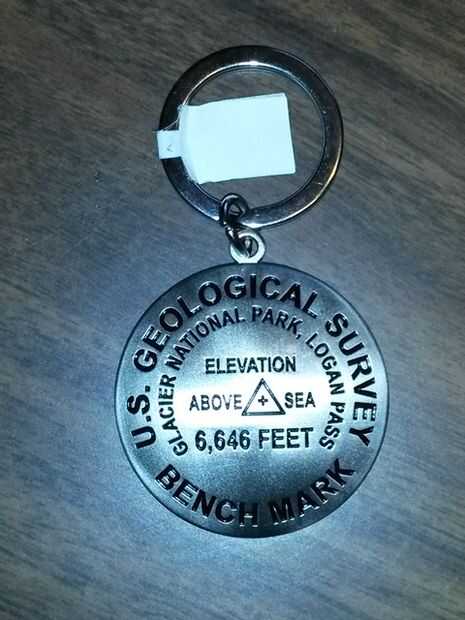 U.S. GEOLOGICAL SURVEY
GLACIER NATIONAL PARK, LOGAN PASS
ELEVATION
ABOVE SEA
6,646 FEET
BENCH MARK